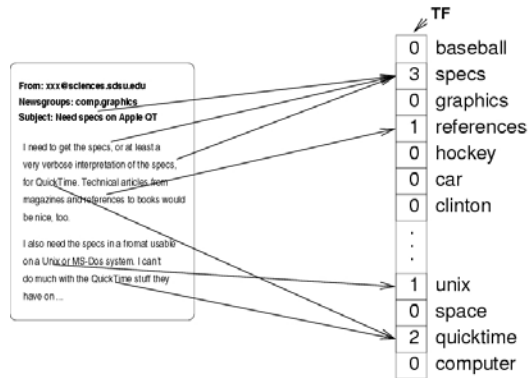 TF
From: xxx@sciences.sdsu.edu
Newsgroups: comp.graphics
Subject: Need specs on Apple QT
I need to get the specs, or at least a
very verbose interpretation of the specs,
for QuickTime. Technical articles from
magazines and references to books would
be nice, too.
I also need the specs in a fromat usable
on a Unix or MS-Dos system. I can't
do much with the QuickTime stuff they
have on ...
0 baseball
3 specs
0 graphics
1 references
0 hockey
0 car
0 clinton
1 unix
0 space
2 quicktime
0 computer